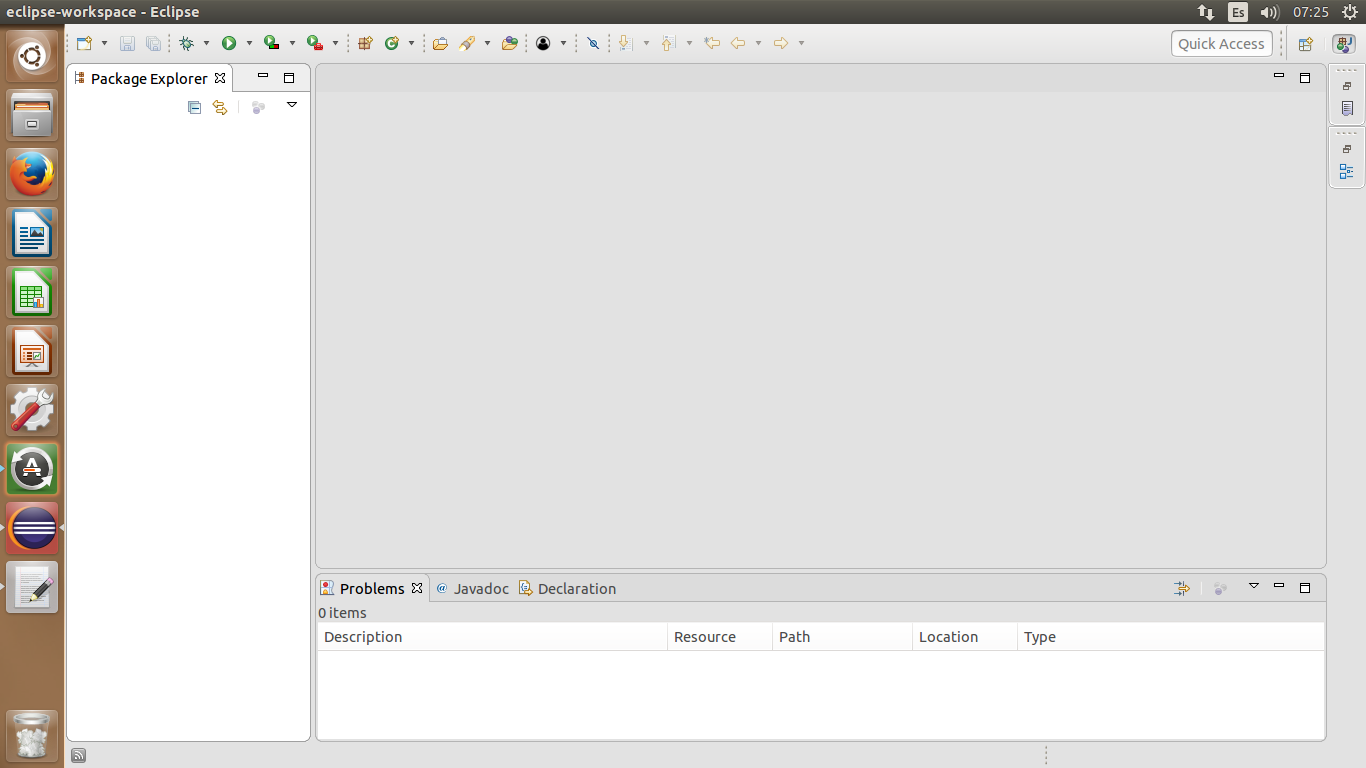 eclipse-workspace - Eclipse
Es
07:25
Quick Access
Package Explorer
Problems
Javadoc
Declaration
0 items
Description Resource Path Location Type